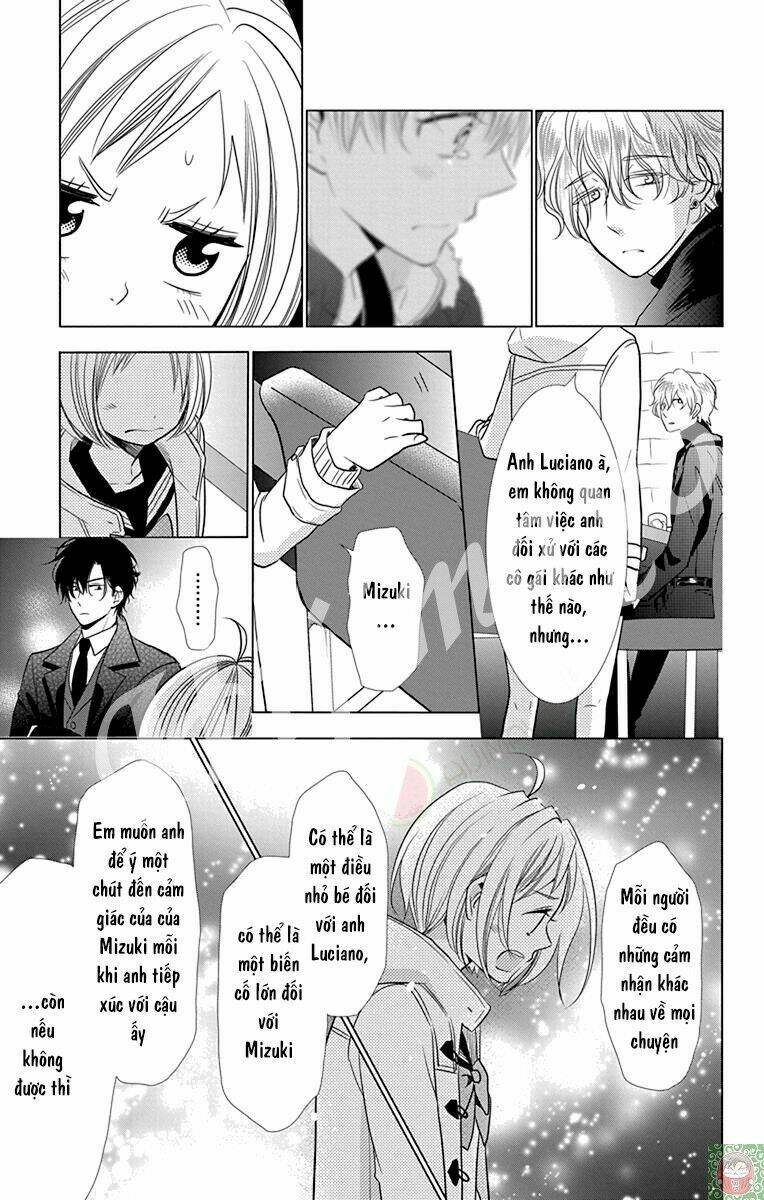 Anh Luciano à,
em không quan
tâm việc anh
đối xử với các
cô gái khác như
thế nào,
nhưng...
Mizuki
...
........
Mỗi người
đều có
những cảm
nhận khác
nhau về mọi
chuyện
Có thể là
một điều
nhỏ bé đối
với anh
Luciano,
có thể là
một biến
cố lớn đối
với
Mizuki
Em muốn anh
để ý một
chút đến cảm
giác của của
Mizuki mỗi
khi anh tiếp
xúc với cậu
ấy
...còn
nếu
không
được thì